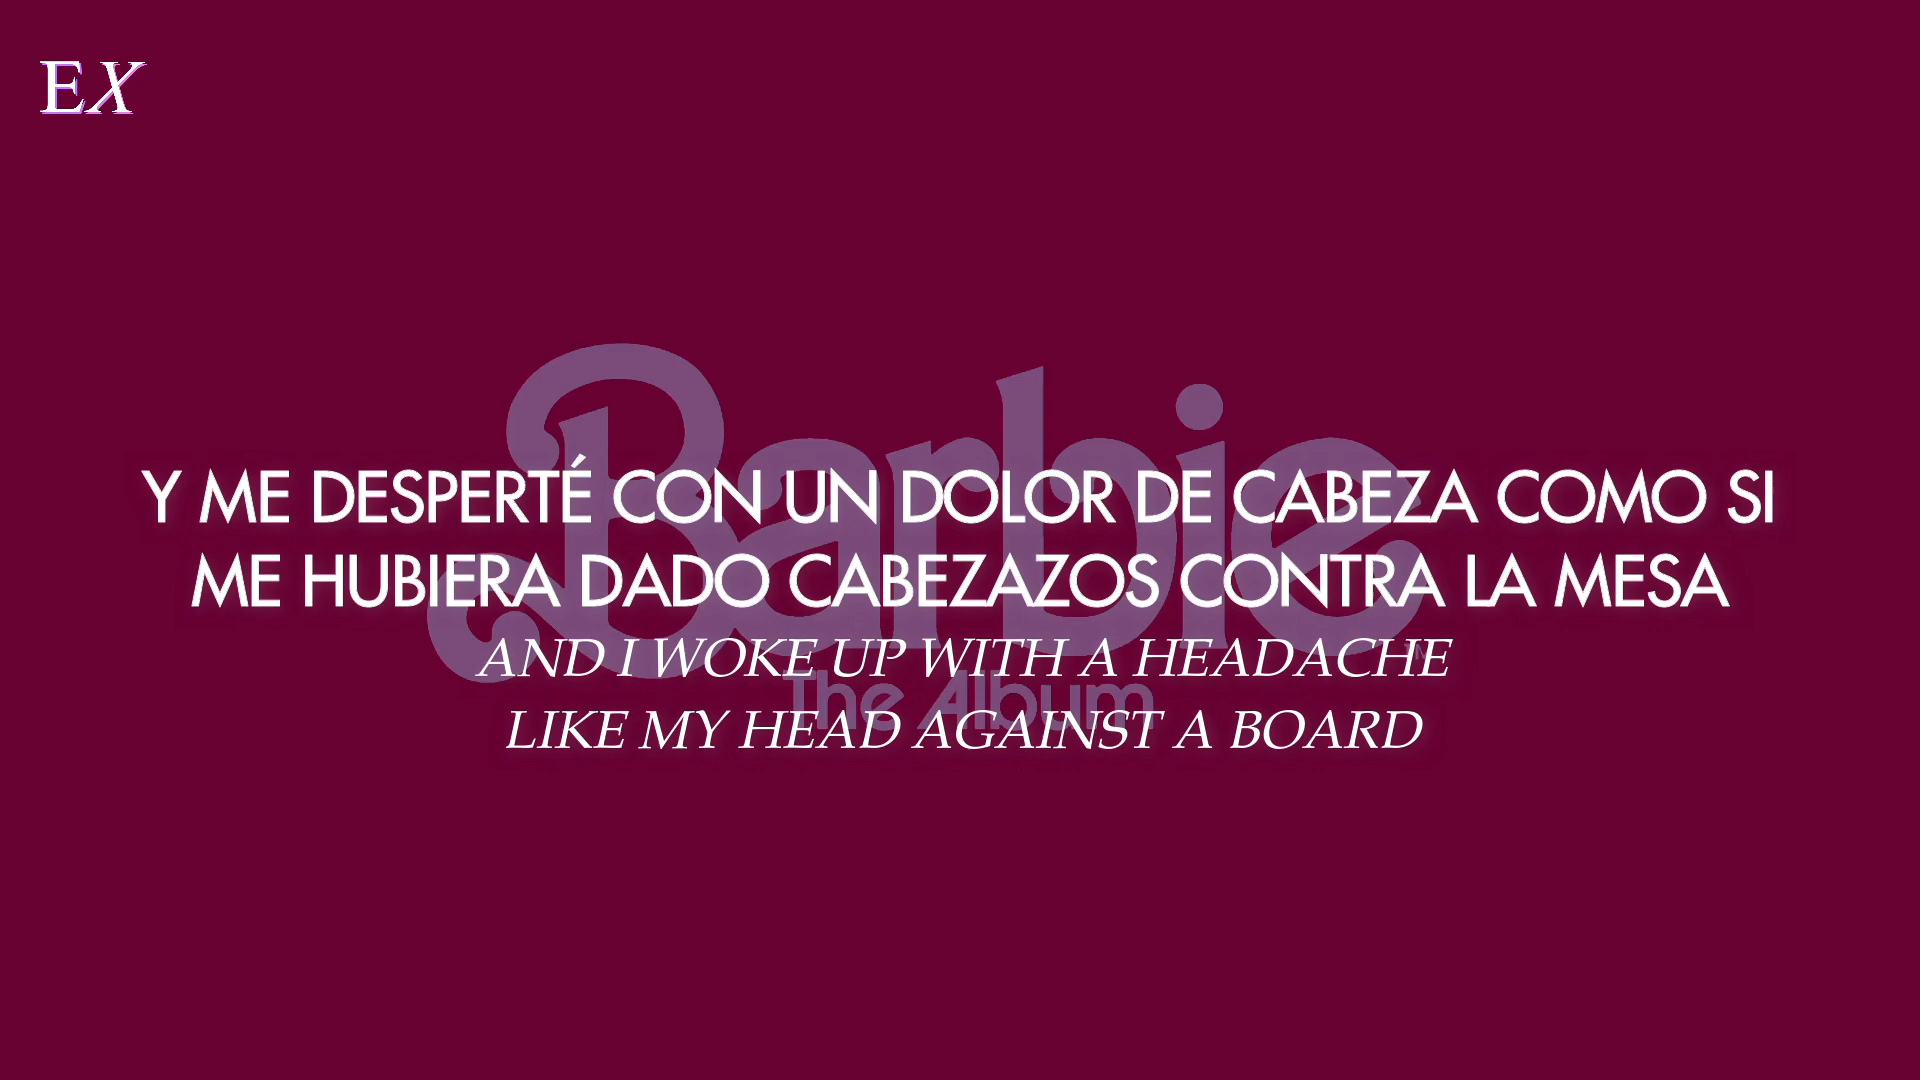 EX
Barbie
Y ME DESPERTÉ CON UN DOLOR DE CABEZA COMO SI
ME HUBIERA DADO CABEZAZOS CONTRA LA MESA
AND I WOKE UP WITH A HEADACHE
TM
The Album
LIKE MY HEAD AGAINST A BOARD